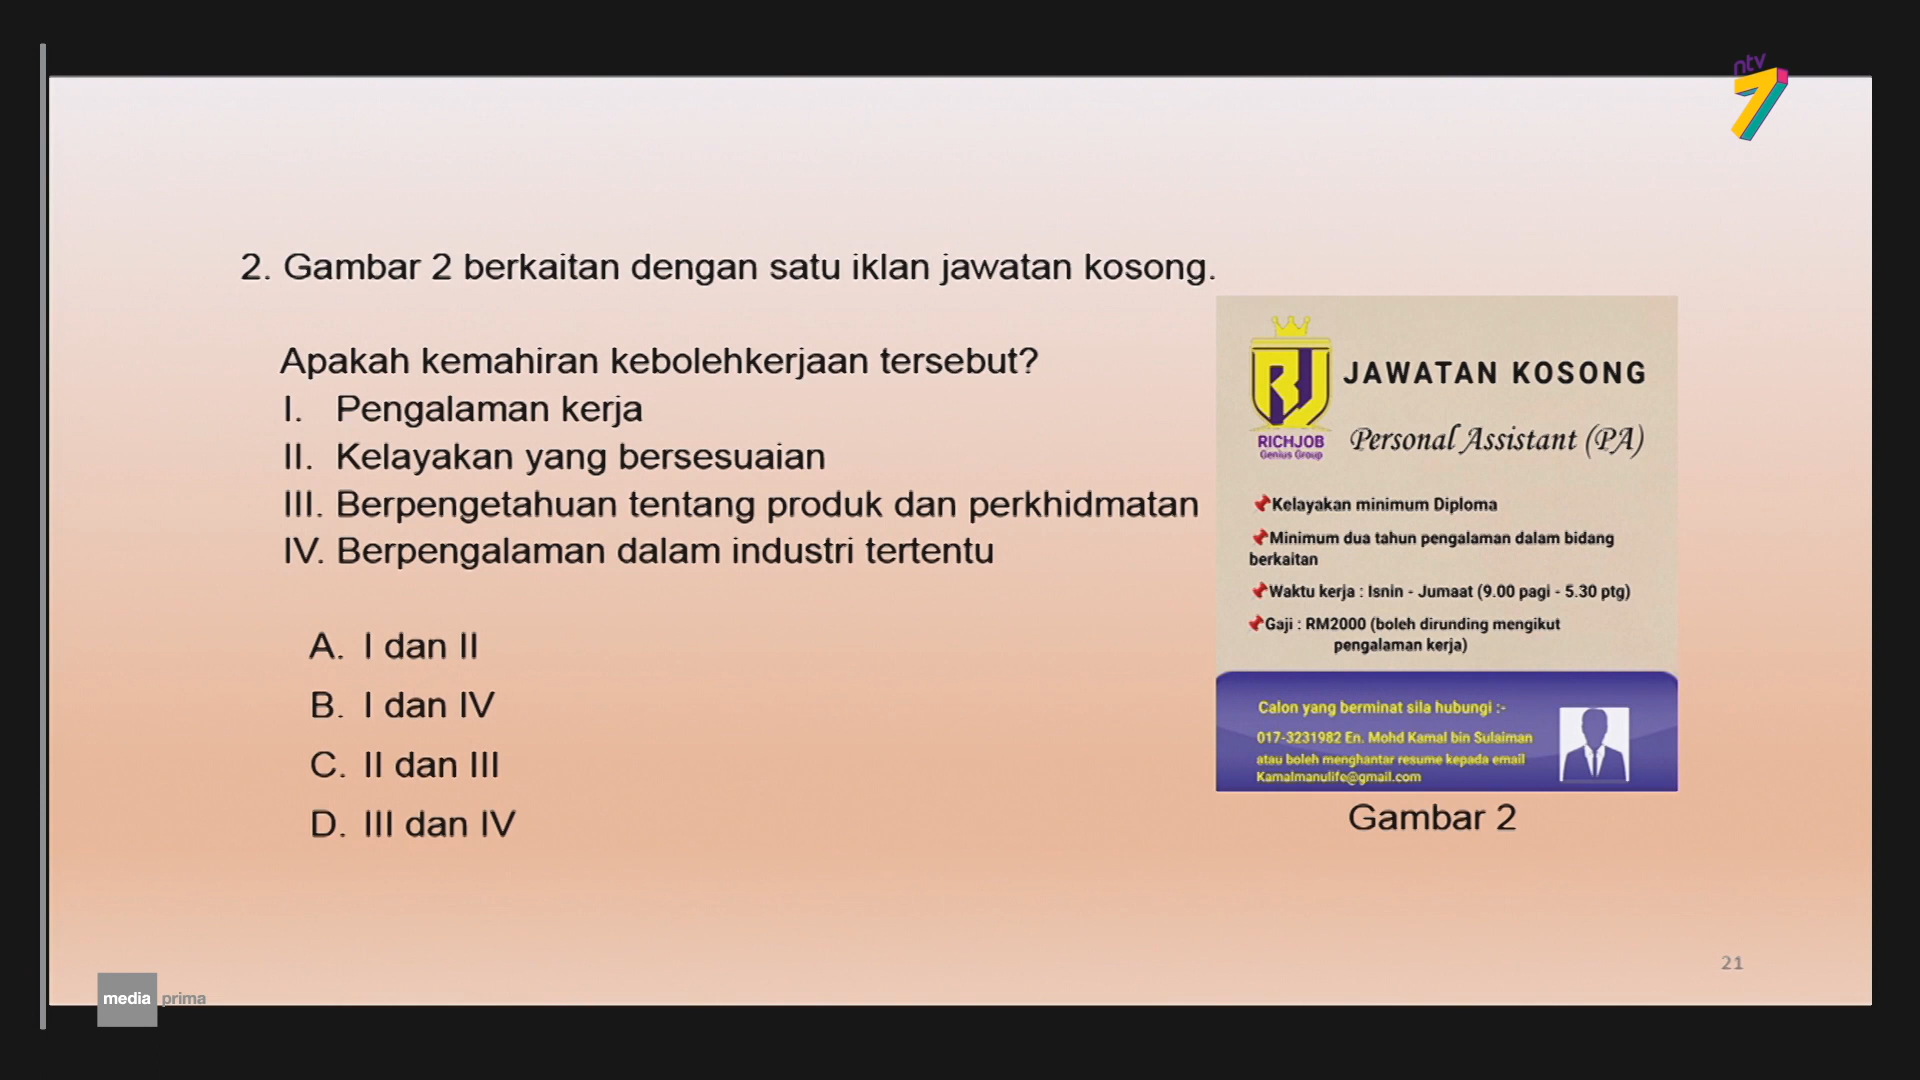 ntv
7
2. Gambar 2 berkaitan dengan satu iklan jawatan kosong.
Apakah kemahiran kebolehkerjaan tersebut?
I. Pengalaman kerja
II. Kelayakan yang bersesuaian
III. Berpengetahuan tentang produk dan perkhidmatan
IV. Berpengalaman dalam industri tertentu
A. I dan II
B. I dan IV
C. II dan III
D. III dan IV
RJ
RICHJOB
Genius Group
JAWATAN KOSONG
Personal Assistant (PA)
Kelayakan minimum Diploma
Minimum dua tahun pengalaman dalam bidang
berkaitan
Waktu kerja : Isnin - Jumaat (9.00 pagi - 5.30 ptg)
Gaji : RM2000 (boleh dirunding mengikut
pengalaman kerja)
Calon yang berminat sila hubungi :-
017-3231982 En. Mohd Kamal bin Sulaiman
atau boleh menghantar resume kepada email
Kamalmanulife@gmail.com
Gambar 2
21
media prima